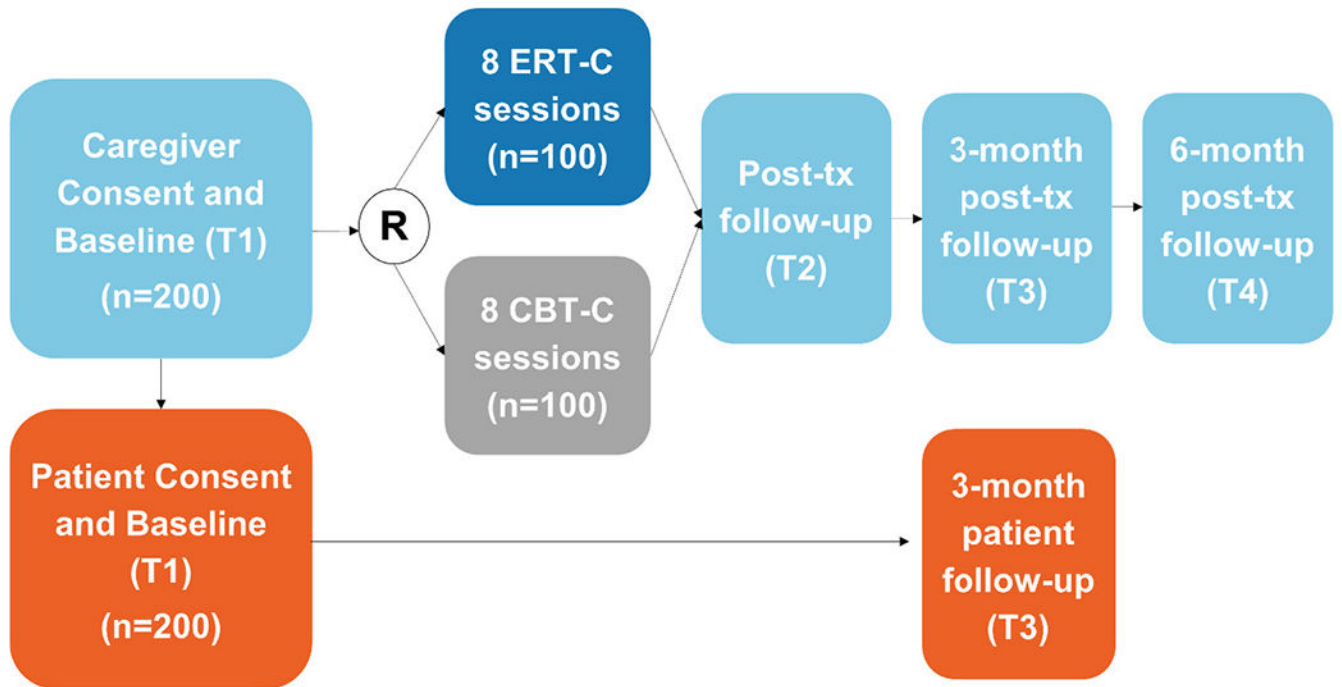 Caregiver
Consent and
Baseline (T1)
(n=200)
R
8 ERT-C
sessions
(n=100)
8 CBT-C
sessions
(n=100)
Post-tx
follow-up
(T2)
3-month
post-tx
follow-up
(T3)
6-month
post-tx
follow-up
(T4)
Patient Consent
and Baseline
(T1)
(n=200)
3-month
patient
follow-up
(T3)